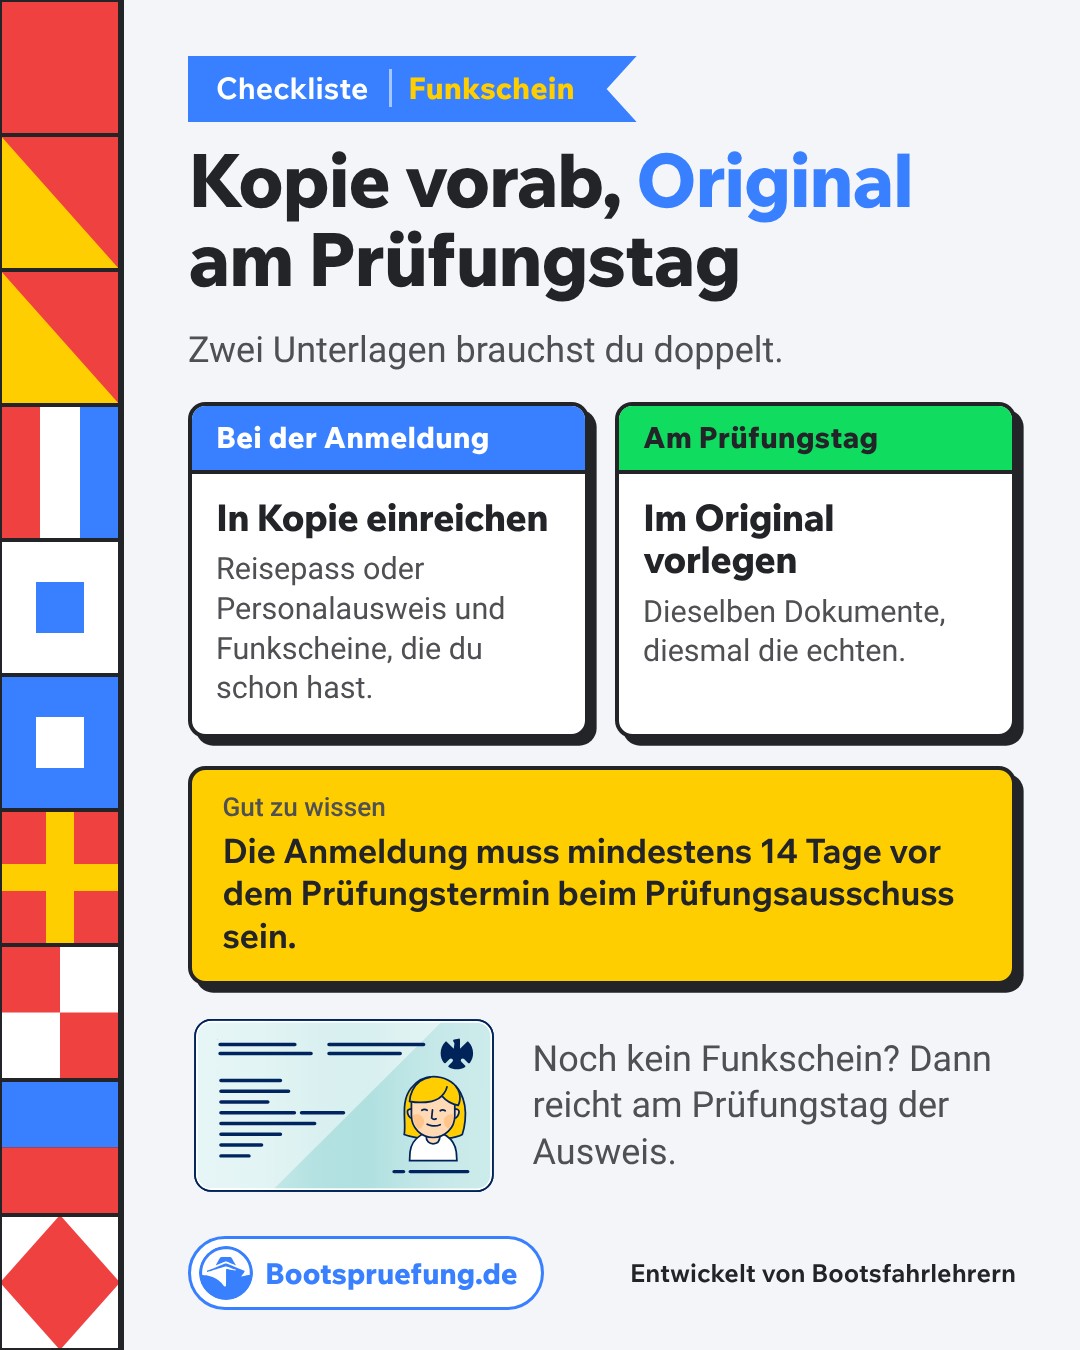 Checkliste | Funkschein
Kopie vorab, Original
am Prüfungstag
Zwei Unterlagen brauchst du doppelt.
Bei der Anmeldung
In Kopie einreichen
Reisepass oder
Personalausweis und
Funkscheine, die du
schon hast.
Am Prüfungstag
Im Original
vorlegen
Dieselben Dokumente,
diesmal die echten.
Gut zu wissen
Die Anmeldung muss mindestens 14 Tage vor
dem Prüfungstermin beim Prüfungsausschuss
sein.
Noch kein Funkschein? Dann
reicht am Prüfungstag der
Ausweis.
Bootspruefung.de
Entwickelt von Bootsfahrlehrern